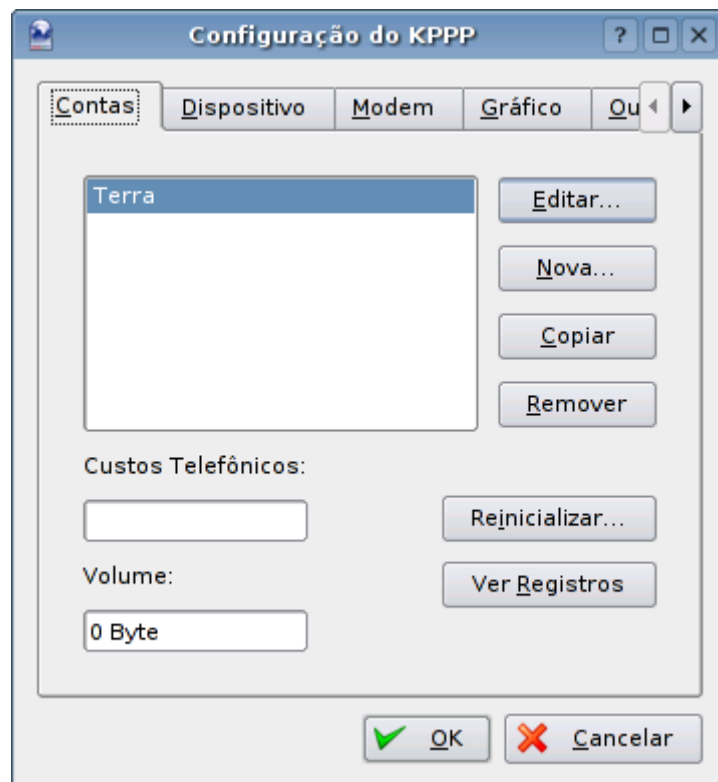 Configuração do KPPP
Contas
Dispositivo
Modem
Gráfico
Ou
Terra
Editar...
Nova...
Copiar
Remover
Custos Telefônicos:
Reinicializar...
Volume:
Ver Registros
0 Byte
OK
Cancelar